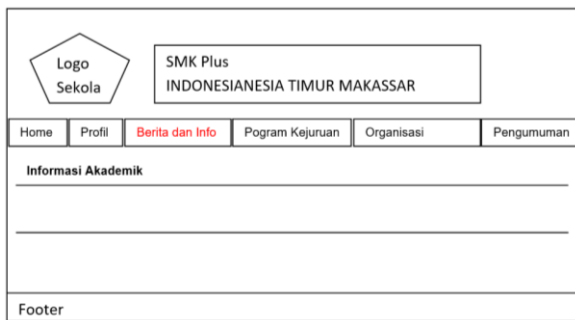 Logo
Sekola
SMK Plus
INDONESIANESIA TIMUR MAKASSAR
Home Profil Berita dan Info Pogram Kejuruan Organisasi Pengumuman
Informasi Akademik
Footer